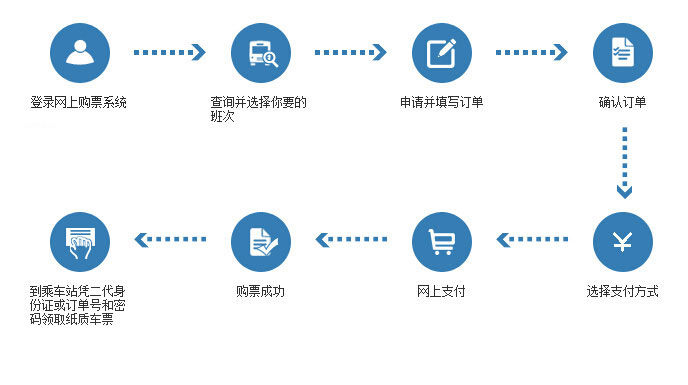 登录网上购票系统
查询并选择你要的
班次
申请并填写订单
确认订单
选择支付方式
网上支付
购票成功
到乘车站凭二代身
份证或订单号和密
码领取纸质车票